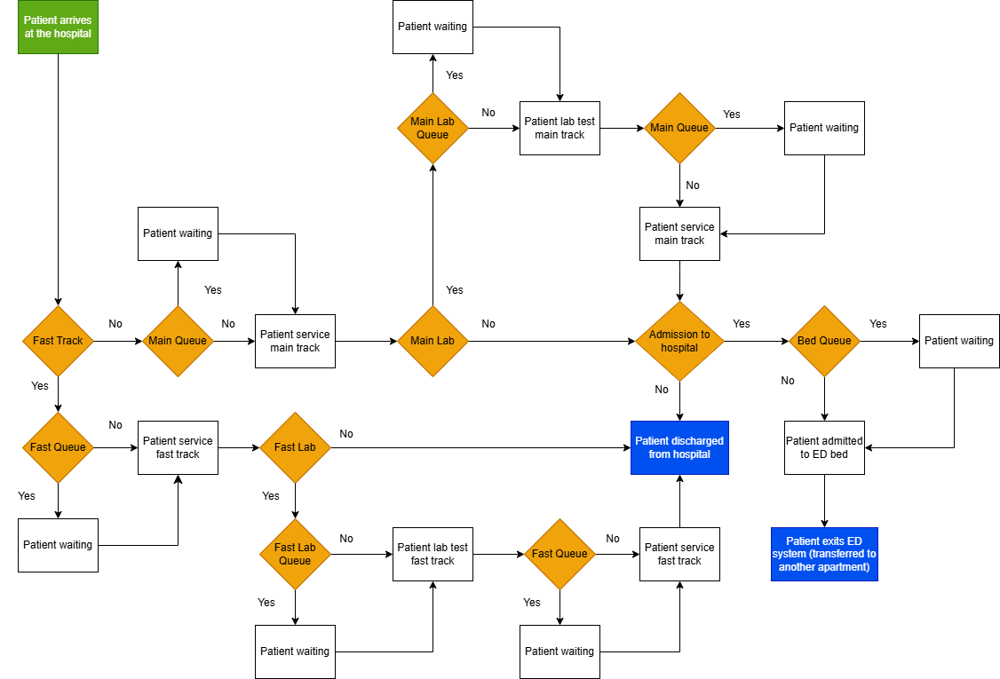 Patient arrives
at the hospital
Patient waiting
Yes
Main Lab
Queue
No
Patient lab test
main track
Main Queue
Yes
Patient waiting
No
Patient service
main track
Patient waiting
Yes
Yes
Fast Track
No
Main Queue
No
Patient service
main track
Main Lab
No
Admission to
hospital
Yes
Bed Queue
Yes
Patient waiting
Yes
No
No
Fast Queue
No
Patient service
fast track
Fast Lab
No
Patient discharged
from hospital
Patient admitted
to ED bed
Yes
Yes
Patient waiting
Fast Lab
Queue
No
Patient lab test
fast track
Fast Queue
No
Patient service
fast track
Patient exits ED
system (transferred to
another apartment)
Yes
Yes
Patient waiting
Patient waiting